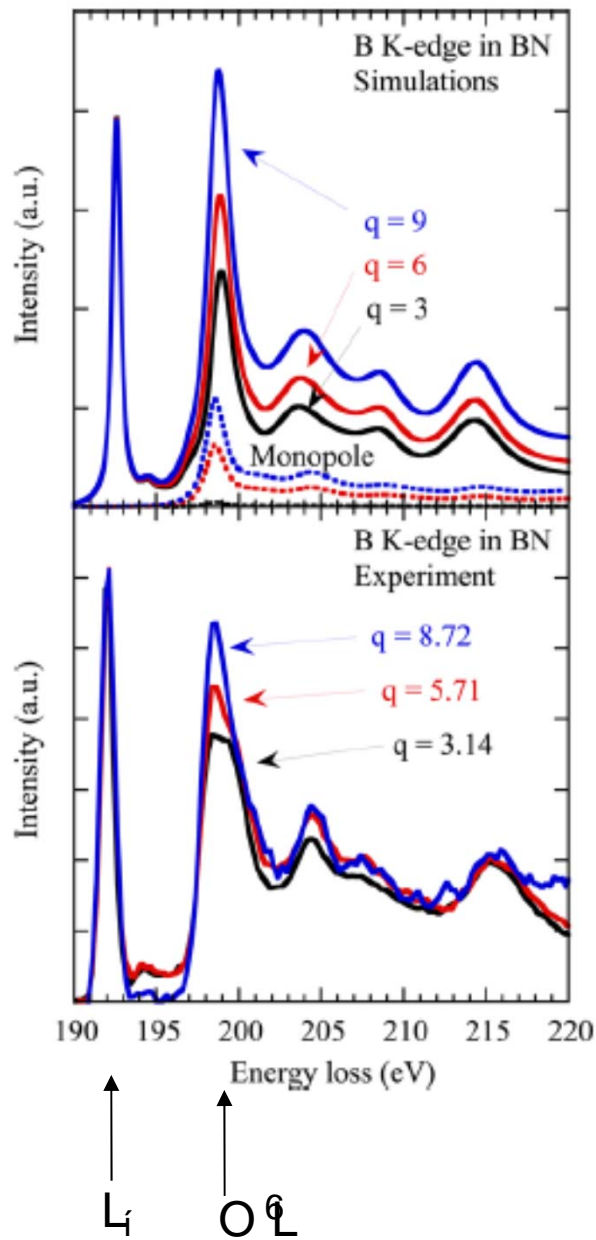 B K-edge in BN
Simulations
Intensity (a.u.)
q = 9
q = 6
q = 3
Monopole
B K-edge in BN
Experiment
Intensity (a.u.)
q = 8.72
q = 5.71
q = 3.14
190 195 200 205 210 215 220
Energy loss (eV)